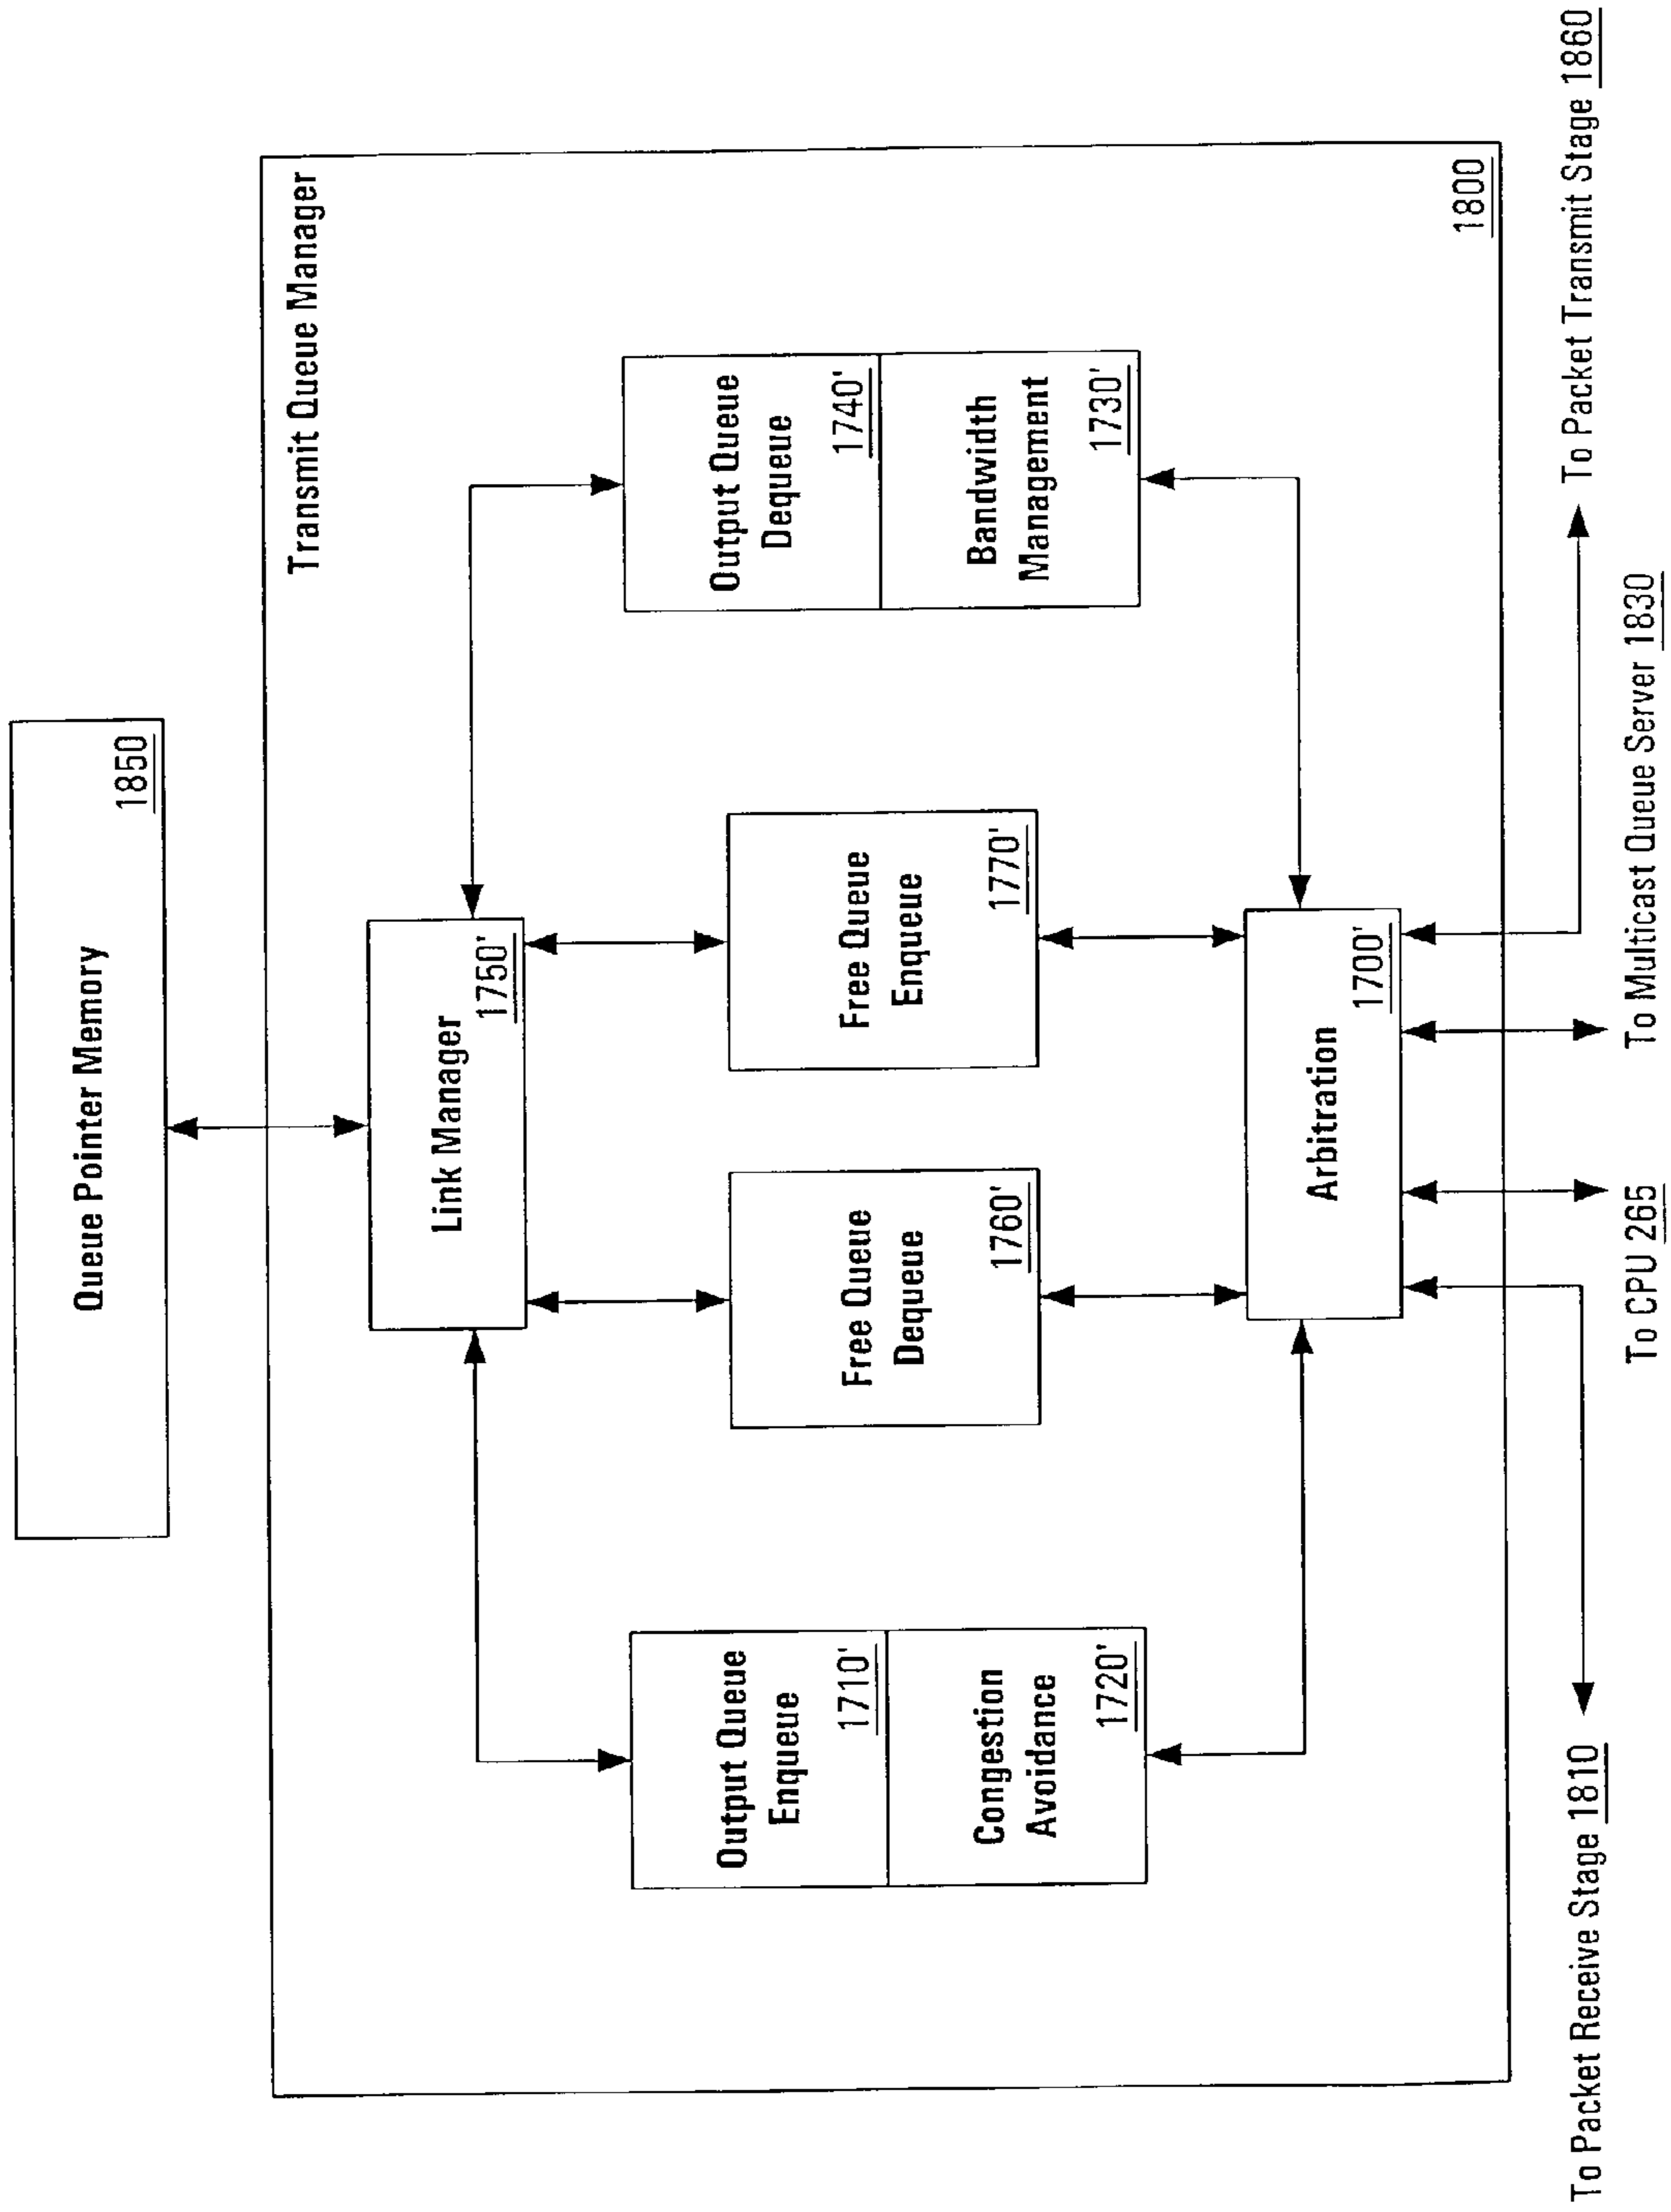 Queue Pointer Memory
1850
Transmit Queue Manager
Link Manager
1750'
Output Queue
Enqueue
1710'
Congestion
Avoidance
1720'
Free Queue
Dequeue
1760'
Free Queue
Enqueue
1770'
Output Queue
Dequeue
1740'
Bandwidth
Management
1730'
Arbitration
1700'
1800
To Packet Receive Stage 1810
To CPU 265
To Multicast Queue Server 1830
To Packet Transmit Stage 1860